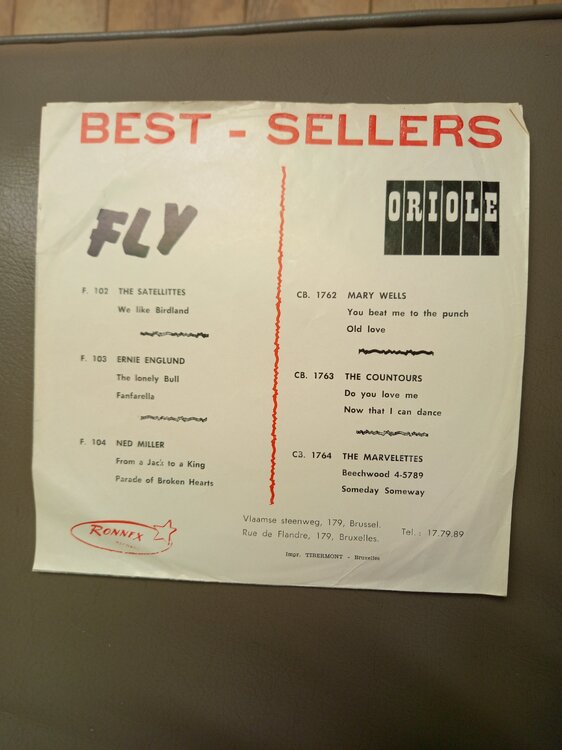 BEST - SELLERS
FLY
F. 102 THE SATELLITTES
We like Birdland
F. 103 ERNIE ENGLUND
The lonely Bull
Fanfarella
F. 104 NED MILLER
From a Jack to a King
Parade of Broken Hearts
ORIOLE
CB. 1762 MARY WELLS
You beat me to the punch
Old love
CB. 1763 THE COUNTOURS
Do you love me
Now that I can dance
C3. 1764 THE MARVELETTES
Beechwood 4-5789
Someday Someway
RONNEX
RECORDS
Vlaamse steenweg, 179, Brussel.
Rue de Flandre, 179, Bruxelles.
Tel.: 17.79.89
Impr. TIBERMONT - Bruxelles